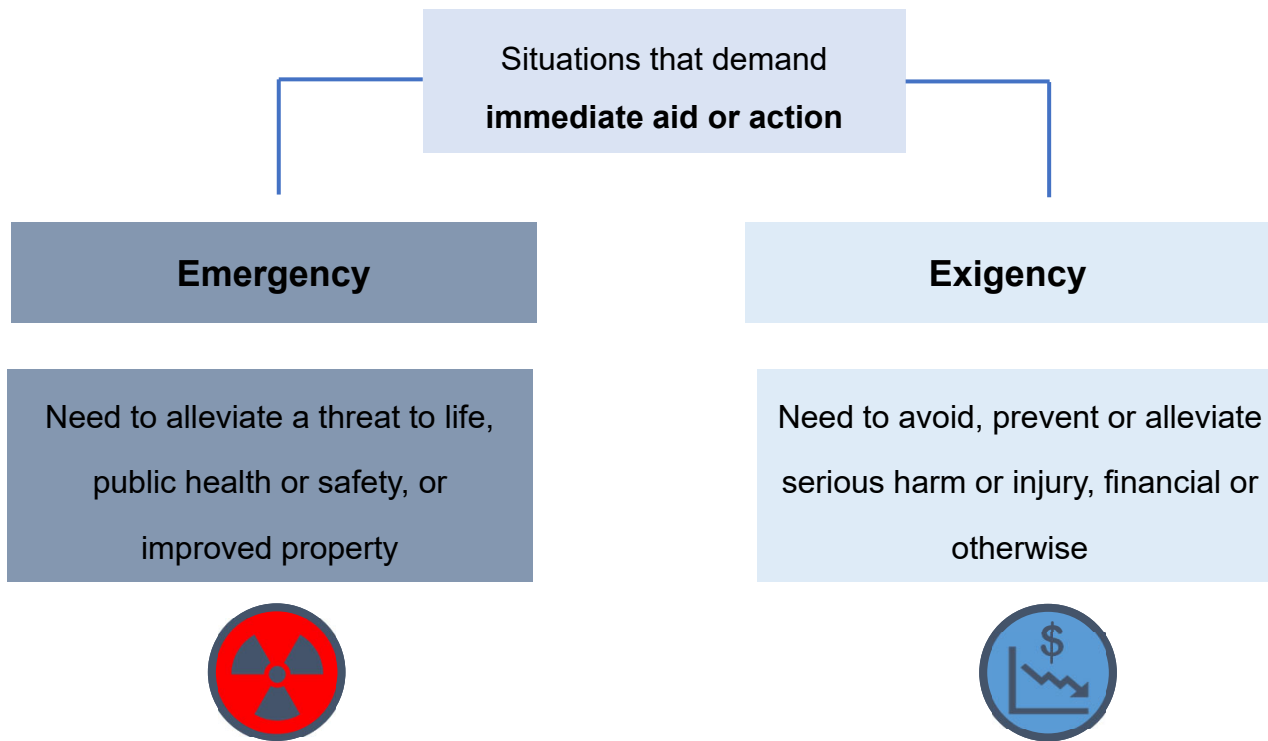 Situations that demand
immediate aid or action
Emergency
Exigency
Need to alleviate a threat to life,
public health or safety, or
improved property
Need to avoid, prevent or alleviate
serious harm or injury, financial or
otherwise
$